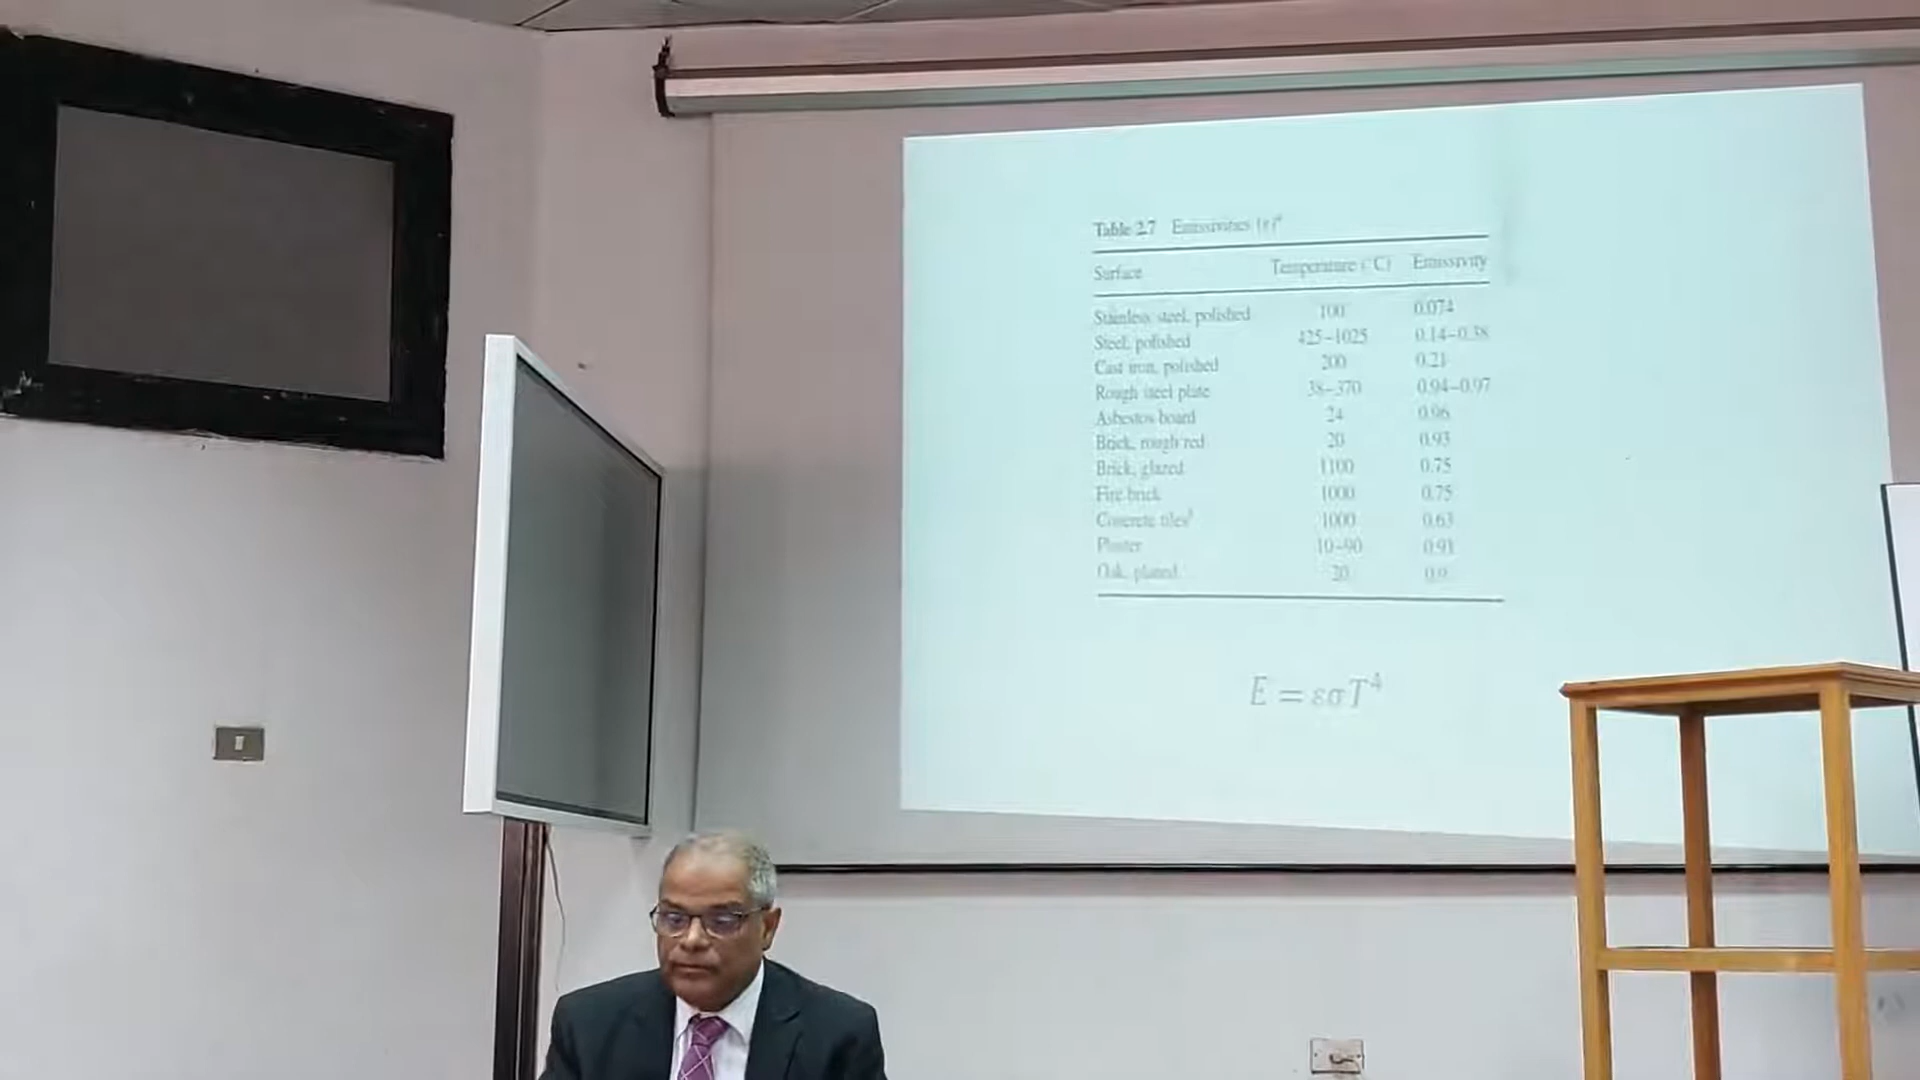 Table 2.7 Emissivities (ε)ᵃ
Surface Temperature (°C) Emissivity
Stainless steel, polished 100 0.074
Steel, polished 425–1025 0.14–0.38
Cast iron, polished 200 0.21
Rough steel plate 38–370 0.94–0.97
Asbestos board 24 0.96
Brick, rough red 20 0.93
Brick, glazed 1100 0.75
Fire brick 1000 0.75
Concrete tiles 1000 0.63
Plaster 10–90 0.91
Oak, planed 20 0.9
E = εσT⁴